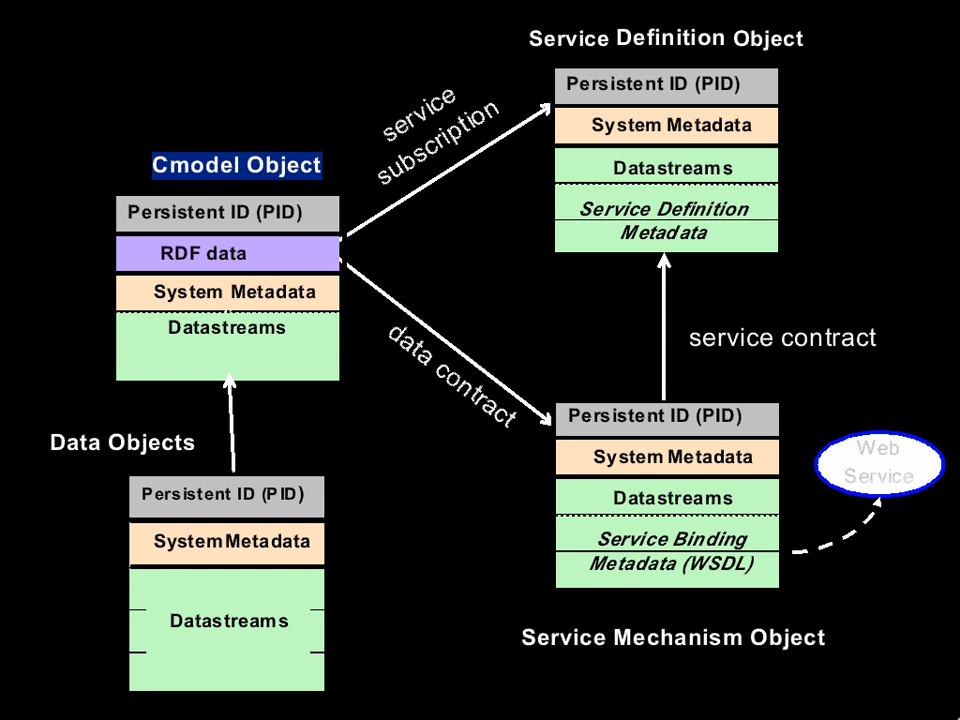 Service Definition Object
Persistent ID (PID)
System Metadata
Datastreams
Service Definition
Metadata
service
subscription
Cmodel Object
Persistent ID (PID)
RDF data
System Metadata
Datastreams
data contract
service contract
Data Objects
Persistent ID (PID)
System Metadata
Datastreams
Persistent ID (PID)
System Metadata
Datastreams
Service Binding
Metadata (WSDL)
Web
Service
Service Mechanism Object